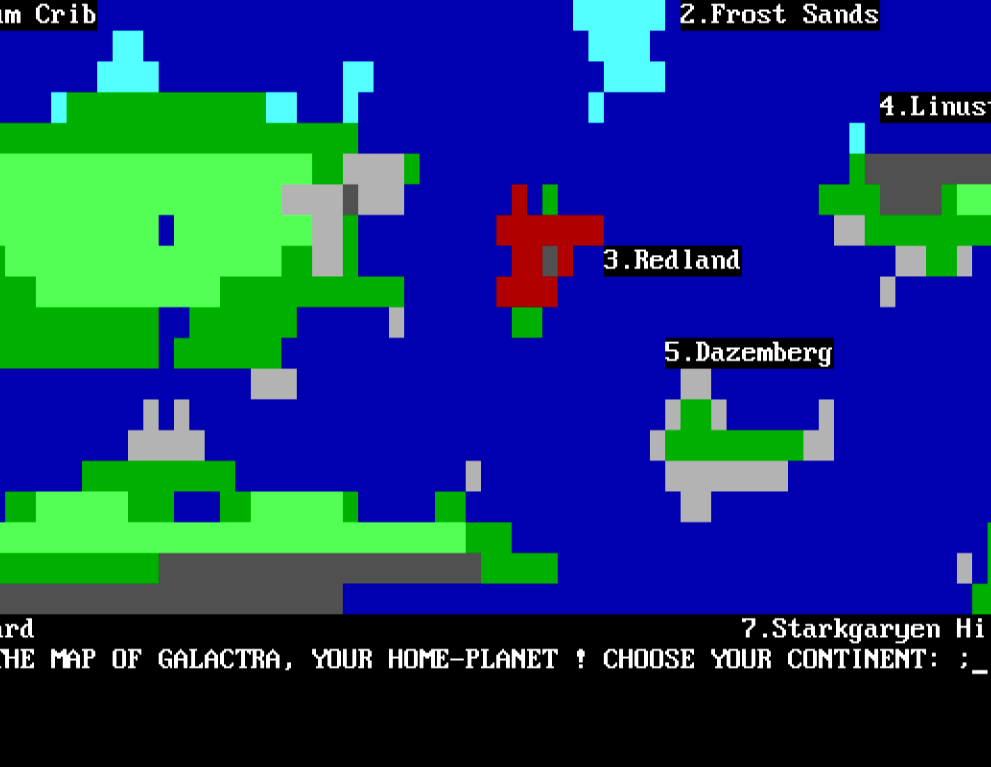 um Crib
2.Frost Sands
4.Linus
3.Redland
5.Dazemberg
ard
7.Starkgaryen Hi
THE MAP OF GALACTRA, YOUR HOME-PLANET ! CHOOSE YOUR CONTINENT: ;_